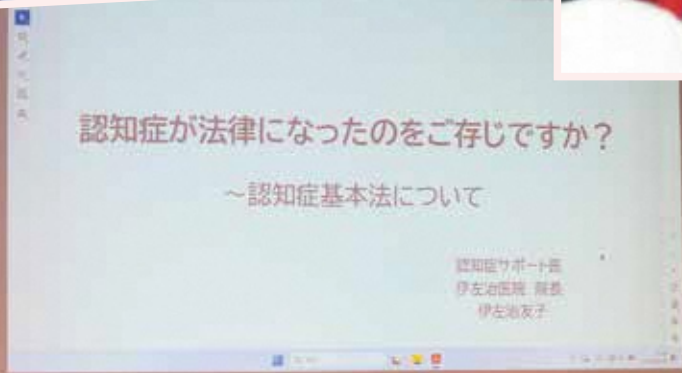 認知症が法律になったのをご存じですか？
～認知症基本法について
認知症サポート医
伊左治医院 院長
伊左治友子